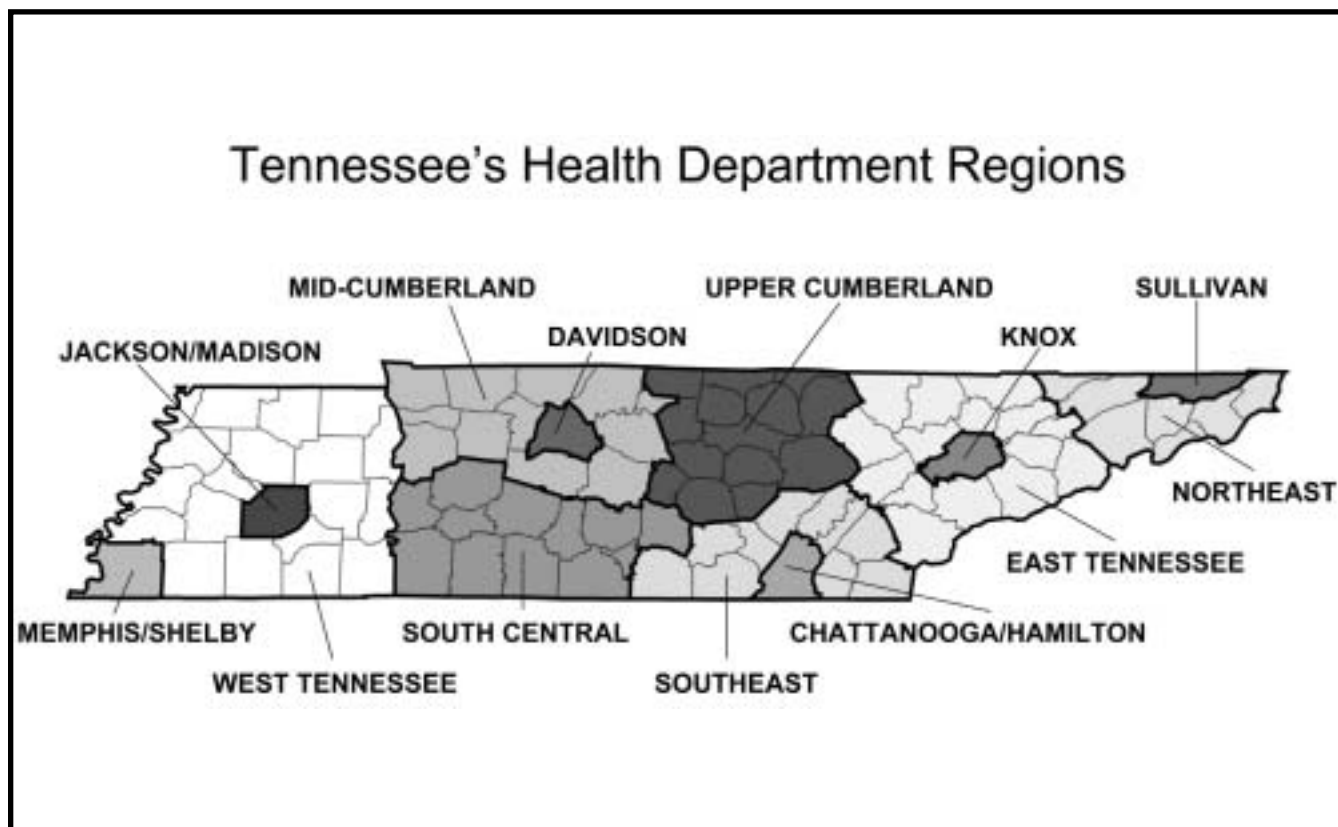 Tennessee's Health Department Regions
MID-CUMBERLAND
UPPER CUMBERLAND
SULLIVAN
JACKSON/MADISON
DAVIDSON
KNOX
NORTHEAST
EAST TENNESSEE
MEMPHIS/SHELBY
SOUTH CENTRAL
CHATTANOOGA/HAMILTON
WEST TENNESSEE
SOUTHEAST